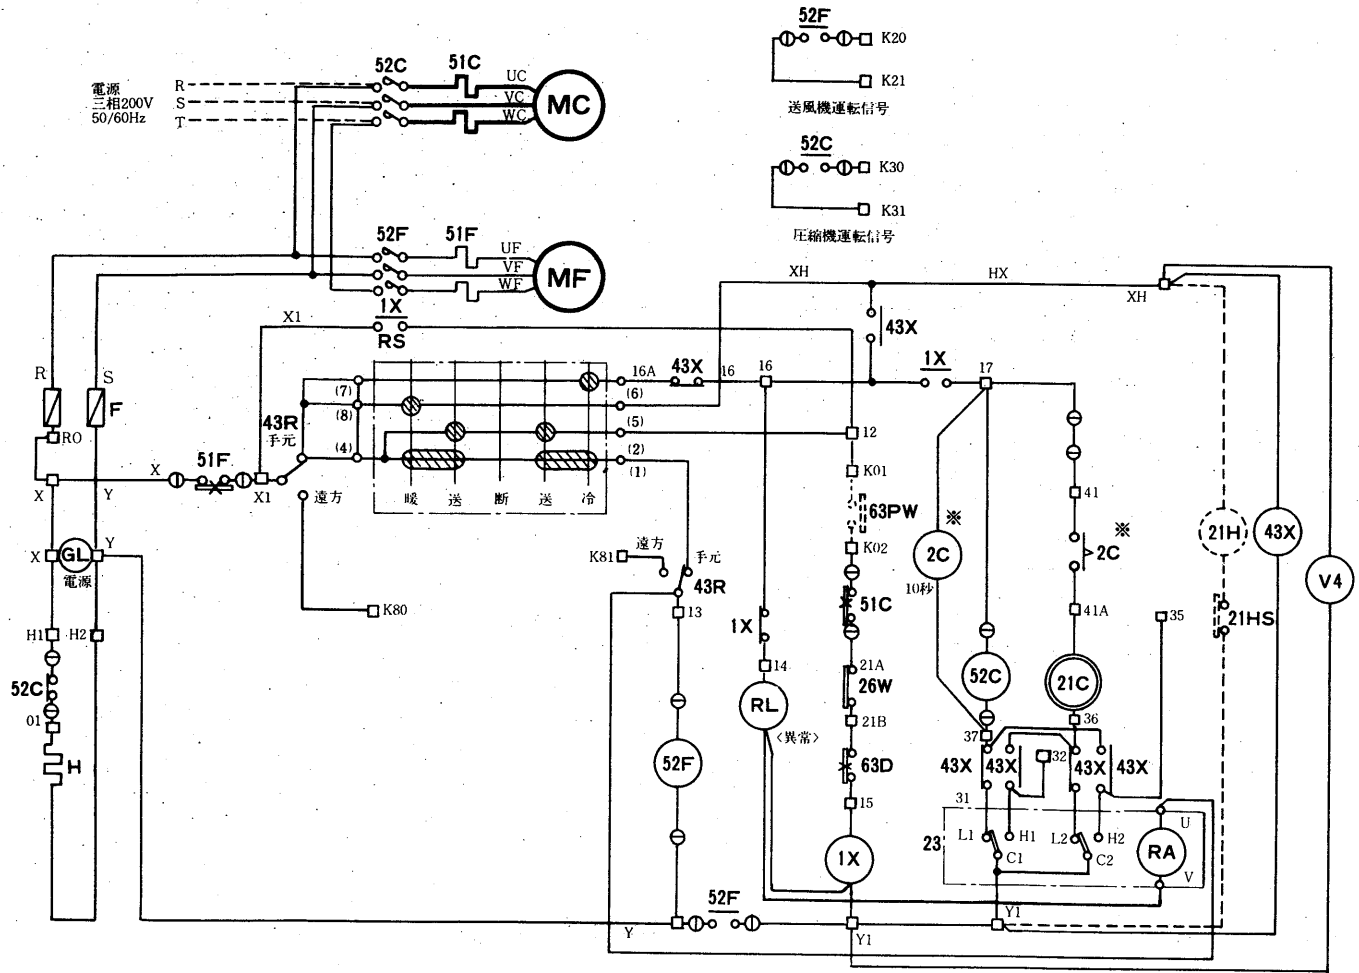 52F
K20
K21
送風機運転信号
52C
K30
K31
圧縮機運転信号
電源
三相200V
50/60Hz
R
S
T
52C
51C
UC
VC
WC
MC
52F
51F
UF
VF
WF
MF
1X
RS
X1
XH
HX
XH
43X
R
S
F
RO
X
51F
X
Y
X1
43R
手元
遠方
K80
(7)
(8)
(4)
暖
送
断
送
冷
16A
(6)
(5)
(2)
(1)
43X
16
16
1X
17
12
K01
63PW
K02
51C
21A
26W
21B
63D
15
1X
X
GL
Y
電源
H1
H2
52C
01
H
K81
遠方
手元
43R
13
52F
1X
14
RL
〈異常〉
※
2C
10秒
52C
37
41
※
2C
41A
21C
36
35
21H
43X
V4
21HS
43X
43X
32
43X
43X
31
23
L1
H1
C1
L2
H2
C2
U
RA
V
Y
52F
Y1
Y1